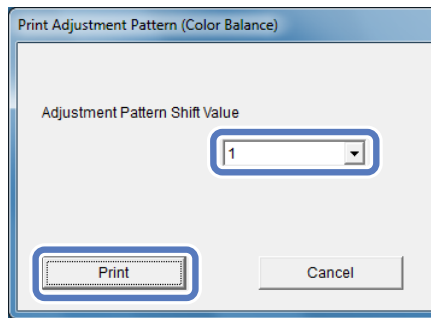 Print Adjustment Pattern (Color Balance)
Adjustment Pattern Shift Value
1
Print
Cancel